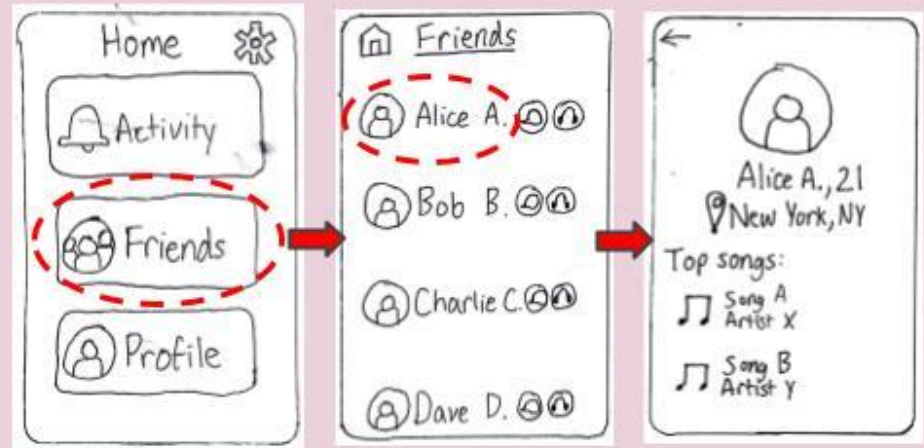 Home
Activity
Friends
Profile
Friends
Alice A.
Bob B.
Charlie C.
Dave D.
Alice A., 21
New York, NY
Top songs:
Song A
Artist X
Song B
Artist Y